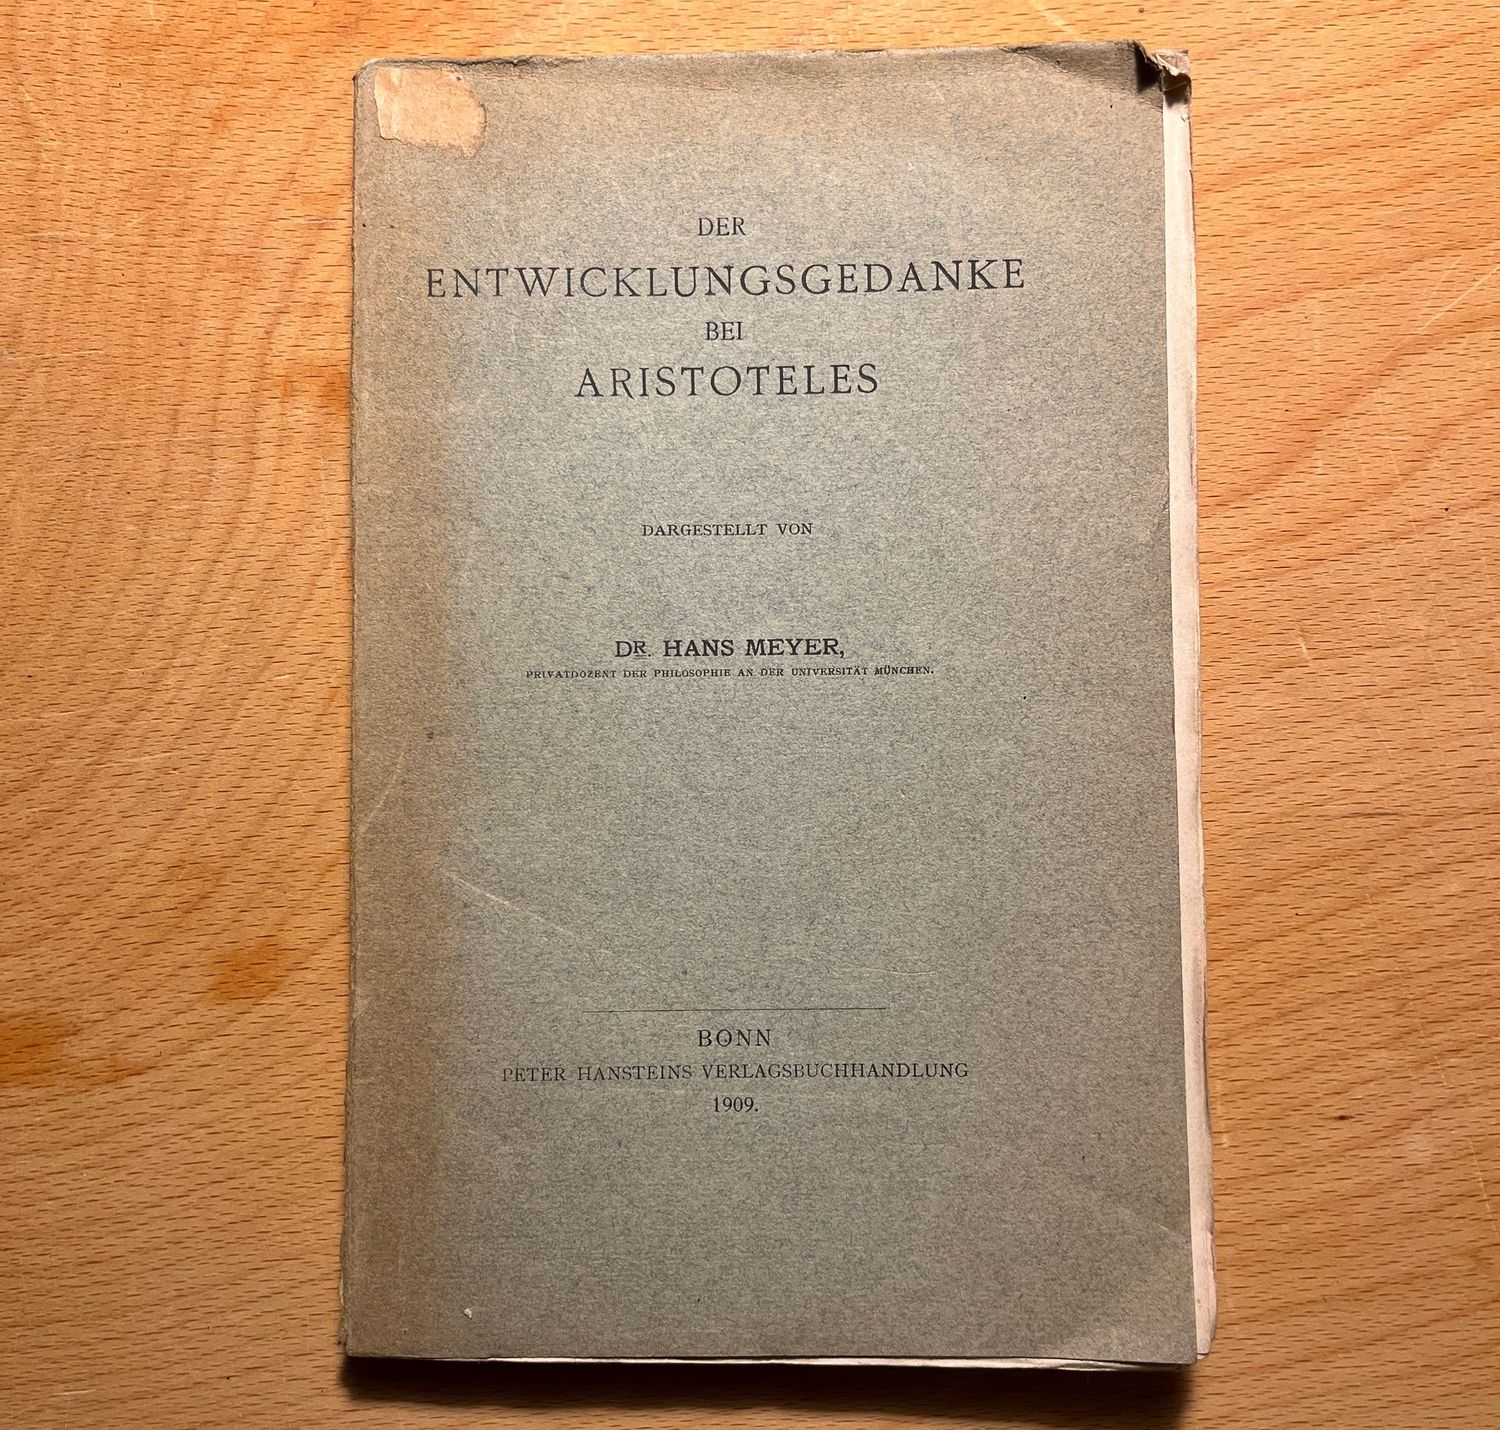 DER
ENTWICKLUNGSGEDANKE
BEI
ARISTOTELES
DARGESTELLT VON
DR. HANS MEYER,
PRIVATDOZENT DER PHILOSOPHIE AN DER UNIVERSITÄT MÜNCHEN.
BONN
PETER HANSTEINS VERLAGSBUCHHANDLUNG
1909.